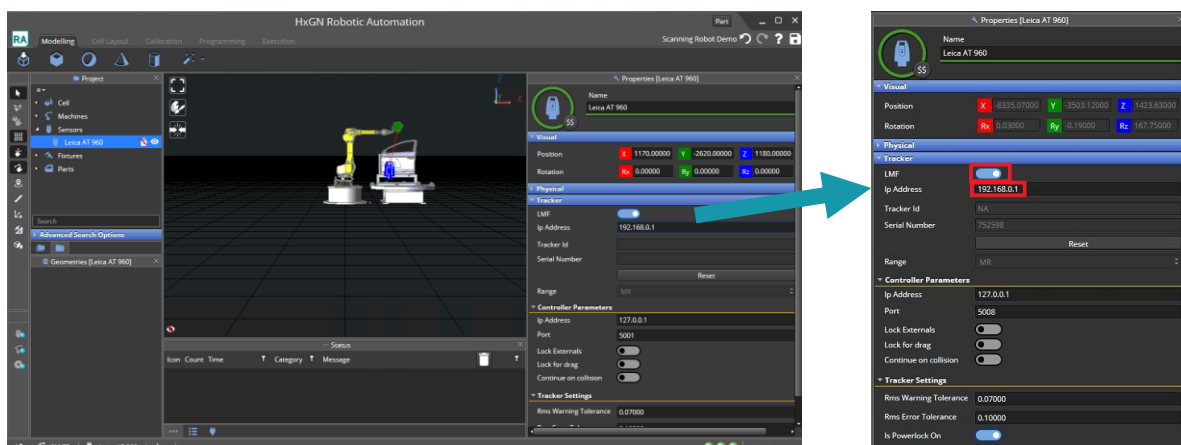 HxGN Robotic Automation
Part
RA
Modelling
Cell Layout
Calibration
Programming
Execution
Scanning Robot Demo
?
Project
Cell
Machines
Sensors
Leica AT 960
Fixtures
Parts
Search
Advanced Search Options
Geometries [Leica AT 960]
Z
Y
X
Status
Icon Count Time Category Message
Properties [Leica AT 960]
Name
Leica AT 960
$$
Visual
Position X 1170.00000 Y -2620.00000 Z 1180.00000
Rotation Rx 0.00000 Ry 0.00000 Rz 0.00000
Physical
Tracker
LMF
Ip Address 192.168.0.1
Tracker Id
Serial Number
Reset
Range MR
Controller Parameters
Ip Address 127.0.0.1
Port 5001
Lock Externals
Lock for drag
Continue on collision
Tracker Settings
Rms Warning Tolerance 0.07000
Properties [Leica AT 960]
Name
Leica AT 960
$$
Visual
Position X -8335.07000 Y -3503.12000 Z 1423.63000
Rotation Rx 0.03000 Ry -0.19000 Rz 167.75000
Physical
Tracker
LMF
Ip Address 192.168.0.1
Tracker Id NA
Serial Number 752598
Reset
Range MR
Controller Parameters
Ip Address 127.0.0.1
Port 5008
Lock Externals
Lock for drag
Continue on collision
Tracker Settings
Rms Warning Tolerance 0.07000
Rms Error Tolerance 0.10000
Is Powerlock On